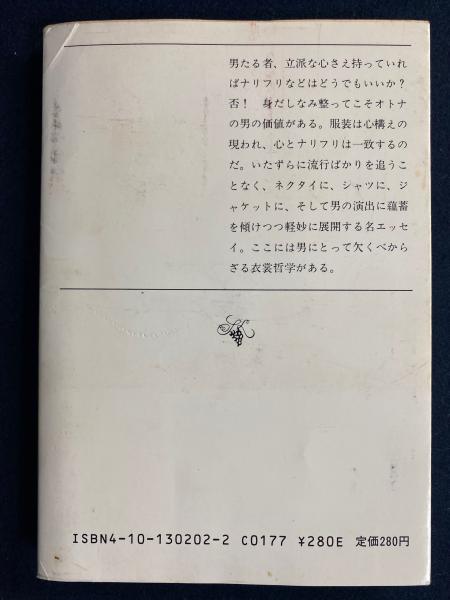 男たる者、立派な心さえ持っていれ
ばナリフリなどはどうでもいいか？
否！　身だしなみ整ってこそオトナ
の男の価値がある。服装は心構えの
現われ、心とナリフリは一致するの
だ。いたずらに流行ばかりを追うこ
となく、ネクタイに、シャツに、ジ
ャケットに、そして男の演出に蘊蓄
を傾けつつ軽妙に展開する名エッセ
イ。ここには男にとって欠くべから
ざる衣裳哲学がある。
ISBN4-10-130202-2 C0177 ¥280E 定価280円